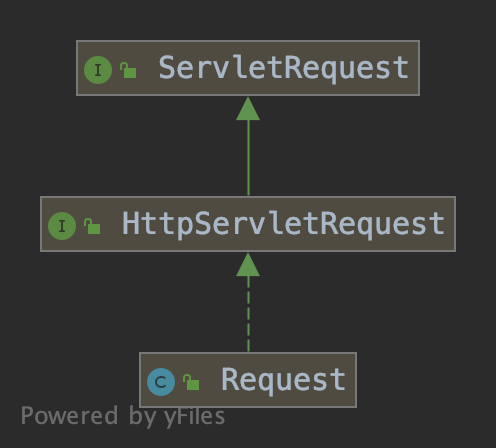 I ServletRequest
I HttpServletRequest
C Request
Powered by yFiles